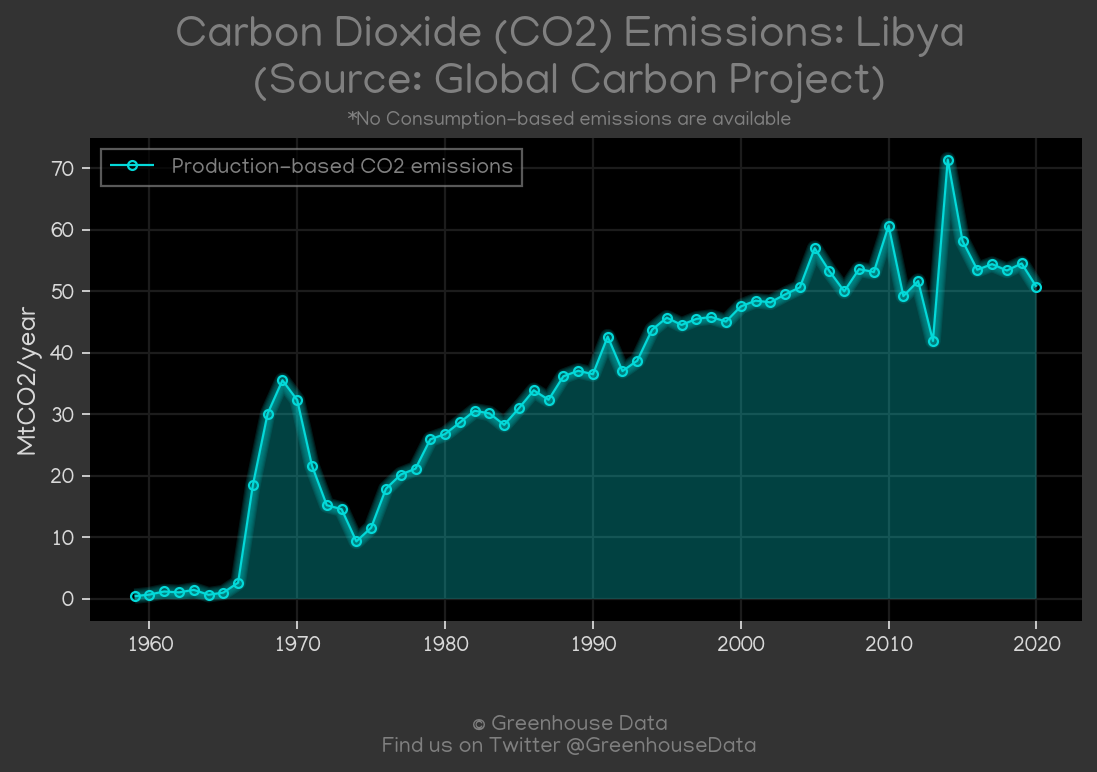 Carbon Dioxide (CO2) Emissions: Libya
(Source: Global Carbon Project)
*No Consumption-based emissions are available
Production-based CO2 emissions
70
60
50
40
30
20
10
0
MtCO2/year
1960 1970 1980 1990 2000 2010 2020
© Greenhouse Data
Find us on Twitter @GreenhouseData